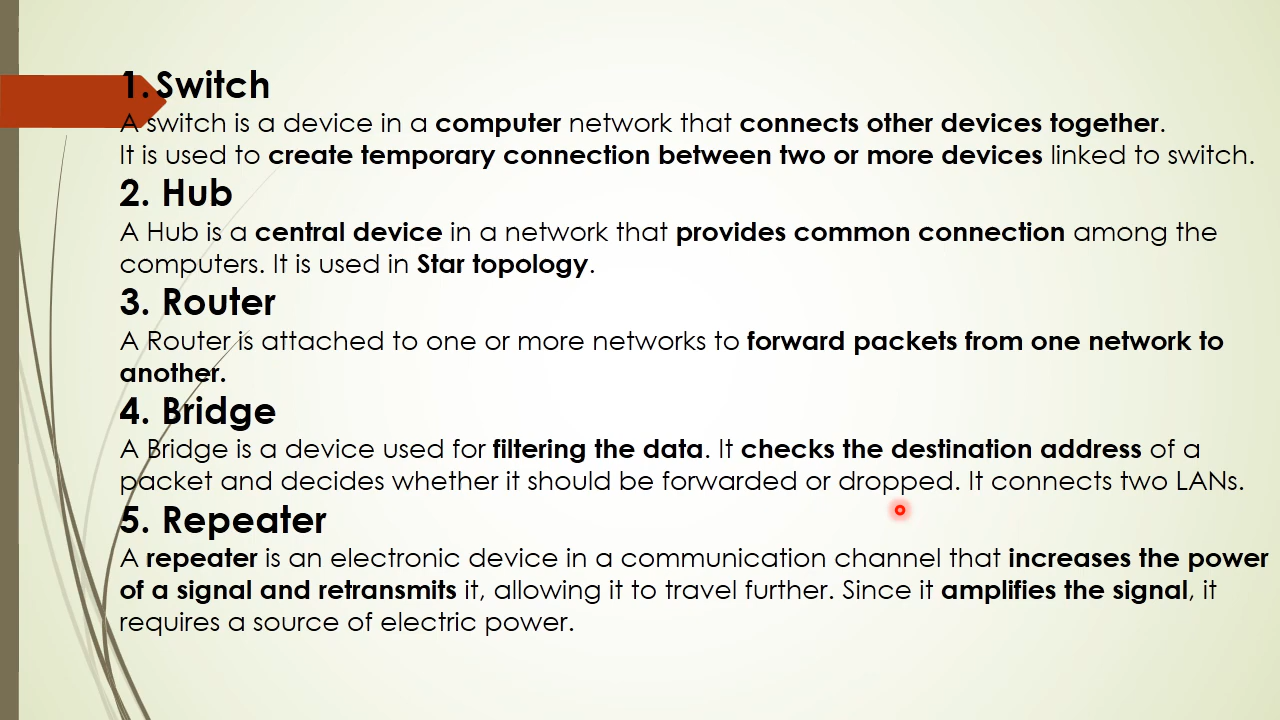 1. Switch
A switch is a device in a computer network that connects other devices together.
It is used to create temporary connection between two or more devices linked to switch.
2. Hub
A Hub is a central device in a network that provides common connection among the
computers. It is used in Star topology.
3. Router
A Router is attached to one or more networks to forward packets from one network to
another.
4. Bridge
A Bridge is a device used for filtering the data. It checks the destination address of a
packet and decides whether it should be forwarded or dropped. It connects two LANs.
5. Repeater
A repeater is an electronic device in a communication channel that increases the power
of a signal and retransmits it, allowing it to travel further. Since it amplifies the signal, it
requires a source of electric power.